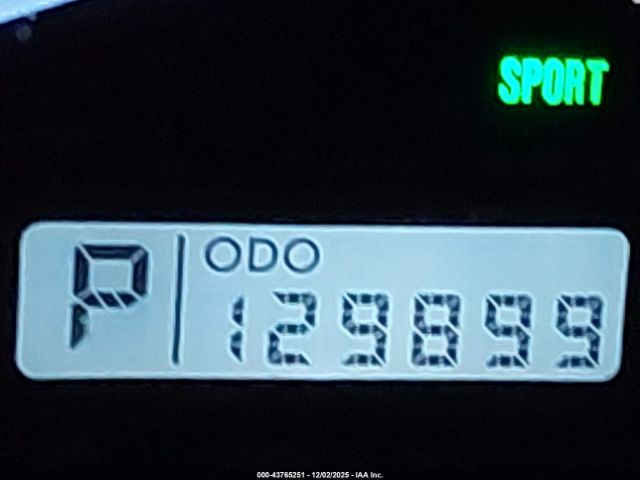 SPORT
P
ODO
129899
000-43765251 - 12/02/2025 - IAA Inc.